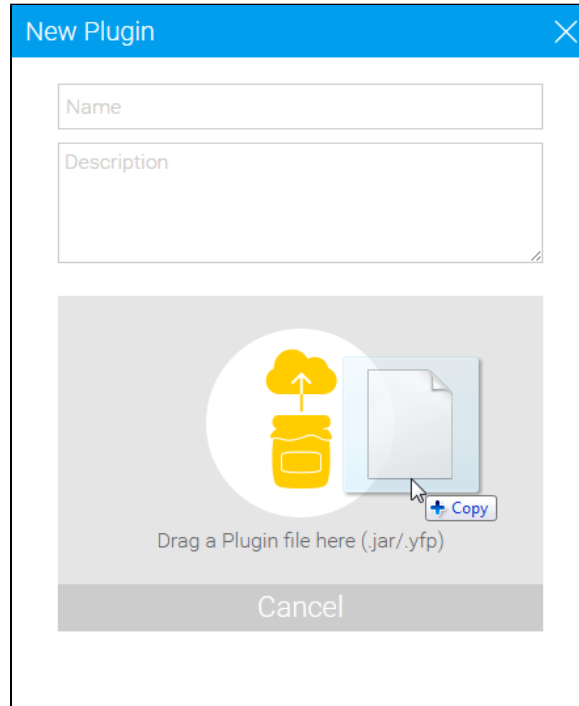 New Plugin
Name
Description
Copy
Drag a Plugin file here (.jar/.yfp)
Cancel